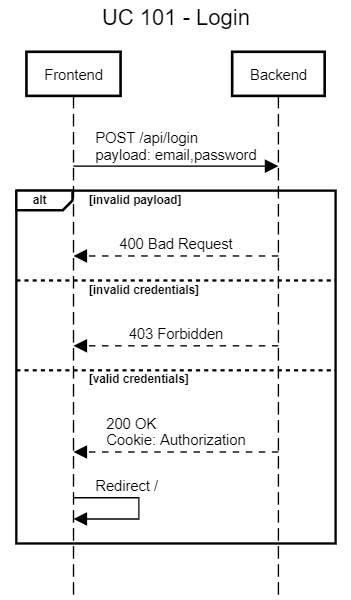 UC 101 - Login
Frontend
Backend
POST /api/login
payload: email,password
alt
[invalid payload]
400 Bad Request
[invalid credentials]
403 Forbidden
[valid credentials]
200 OK
Cookie: Authorization
Redirect /